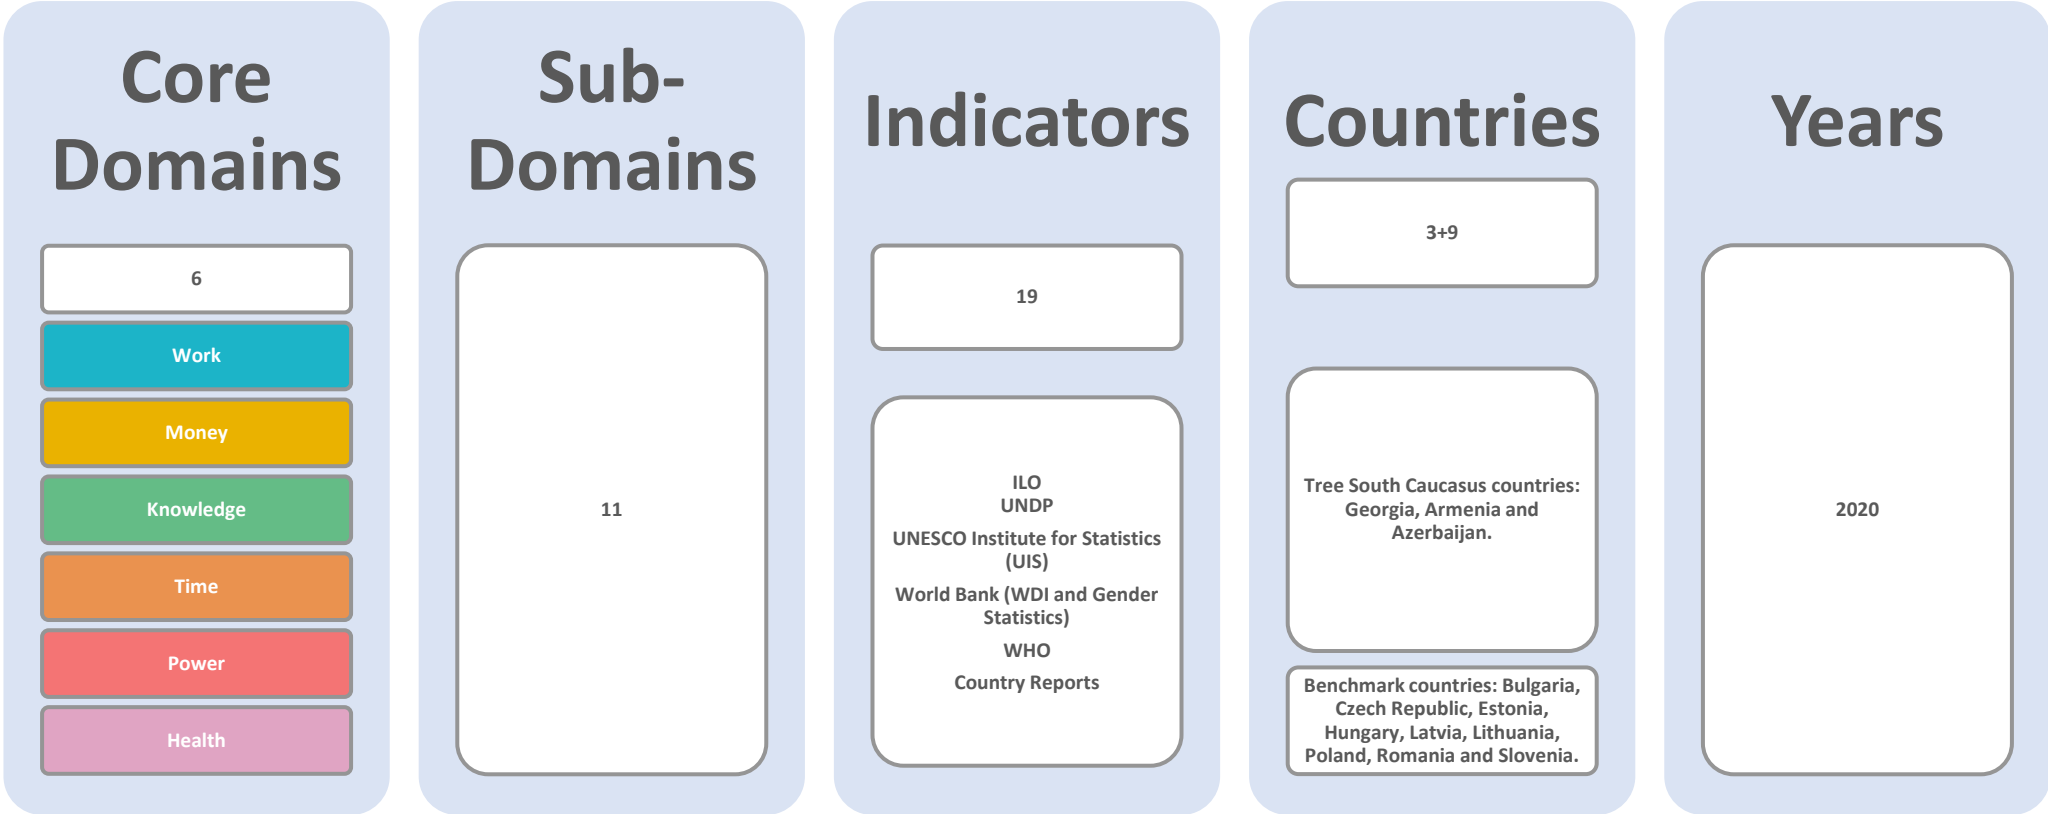 Core
Domains
6
Work
Money
Knowledge
Time
Power
Health
Sub-
Domains
11
Indicators
19
ILO
UNDP
UNESCO Institute for Statistics
(UIS)
World Bank (WDI and Gender
Statistics)
WHO
Country Reports
Countries
3+9
Tree South Caucasus countries:
Georgia, Armenia and
Azerbaijan.
Benchmark countries: Bulgaria,
Czech Republic, Estonia,
Hungary, Latvia, Lithuania,
Poland, Romania and Slovenia.
Years
2020